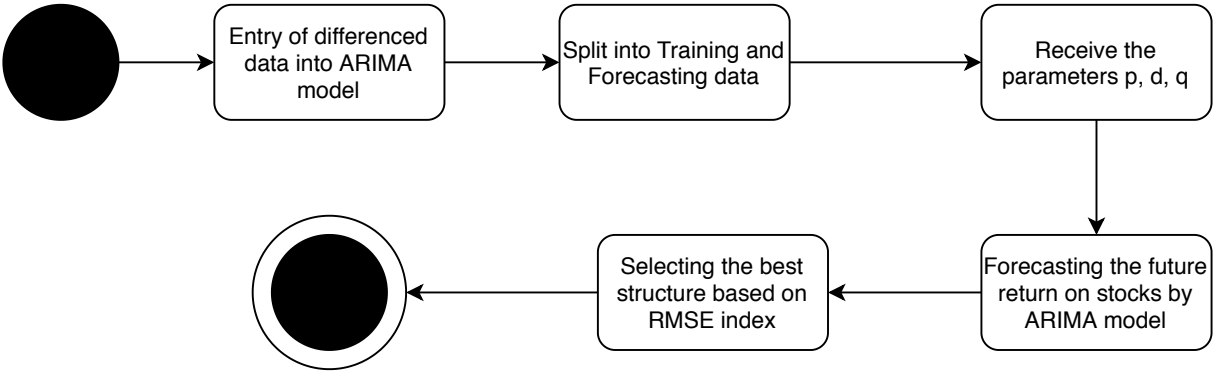 Entry of differenced
data into ARIMA
model
Split into Training and
Forecasting data
Receive the
parameters p, d, q
Forecasting the future
return on stocks by
ARIMA model
Selecting the best
structure based on
RMSE index